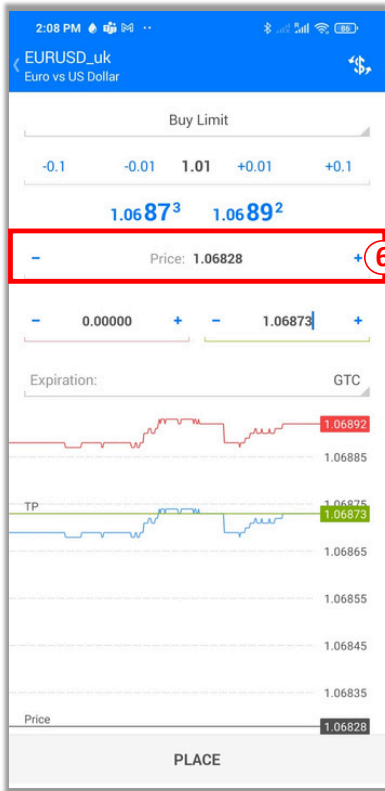 2:08 PM
86
EURUSD_uk
Euro vs US Dollar
Buy Limit
-0.1 -0.01 1.01 +0.01 +0.1
1.06873 1.06892
- Price: 1.06828 + 6
- 0.00000 + - 1.06873 +
Expiration: GTC
1.06892
1.06885
1.06875
TP
1.06873
1.06865
1.06855
1.06845
1.06835
Price
1.06828
PLACE